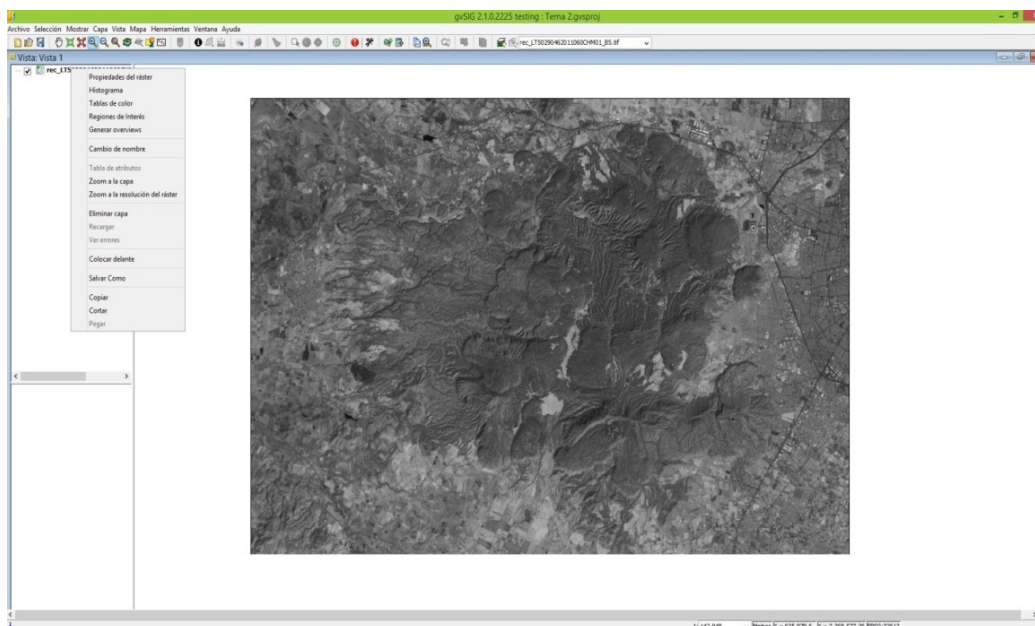 gvSIG 2.1.0.2225 testing : Tema 2.gvsproj
Archivo Selección Mostrar Capa Vista Mapa Herramientas Ventana Ayuda
rec_LT50290462011060CHM01_B5.tif
Vista: Vista 1
Propiedades del ráster
Histograma
Tablas de color
Regiones de Interés
Generar overviews
Cambio de nombre
Tabla de atributos
Zoom a la capa
Zoom a la resolución del ráster
Eliminar capa
Recargar
Ver errores
Colocar delante
Salvar Como
Copiar
Cortar
Pegar